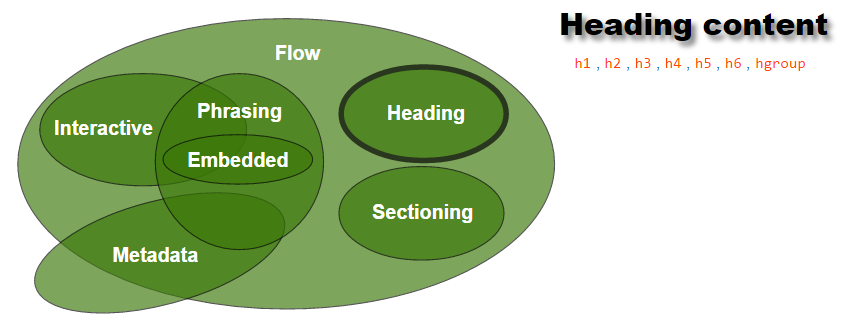 Heading content
h1 , h2 , h3 , h4 , h5 , h6 , hgroup
Flow
Interactive
Phrasing
Embedded
Heading
Sectioning
Metadata